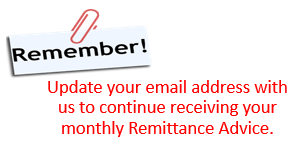 Remember!
Update your email address with
us to continue receiving your
monthly Remittance Advice.